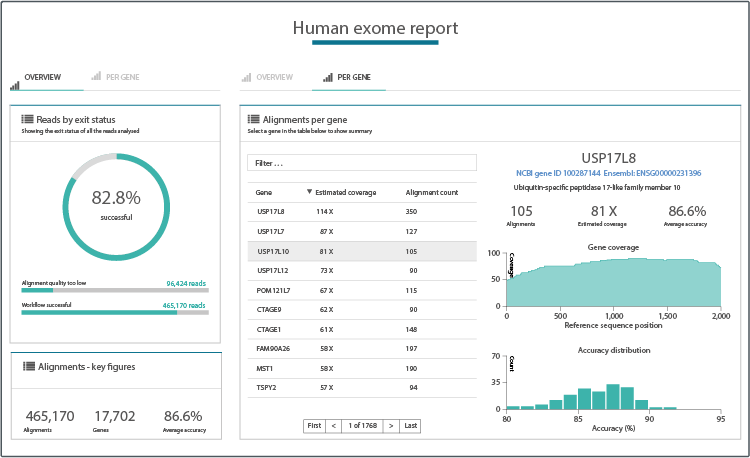 Human exome report
OVERVIEW
PER GENE
OVERVIEW
PER GENE
Reads by exit status
Showing the exit status of all the reads analyzed
82.8%
successful
Alignment quality too low 96,424 reads
Workflow successful 465,170 reads
Alignments - key figures
465,170 17,702 86.6%
Alignments Genes Average accuracy
Alignments per gene
Select a gene in the table below to show summary
Filter ...
Gene Estimated coverage Alignment count
USP17L8 114 X 350
USP17L7 87 X 127
USP17L10 81 X 105
USP17L12 73 X 90
POM121L7 67 X 115
CTAGE9 62 X 90
CTAGE1 61 X 148
FAM90A26 58 X 197
MST1 58 X 190
TSPY2 57 X 94
First < 1 of 1768 > Last
USP17L8
NCBI gene ID 100287144 Ensembl: ENSG00000231396
Ubiquitin-specific peptidase 17-like family member 10
105 81 X 86.6%
Alignments Estimated coverage Average accuracy
Gene coverage
Coverage
100
50
0
0 500 1,000 1,500 2,000
Reference sequence position
Accuracy distribution
Count
70
35
0
80 85 90 95
Accuracy (%)